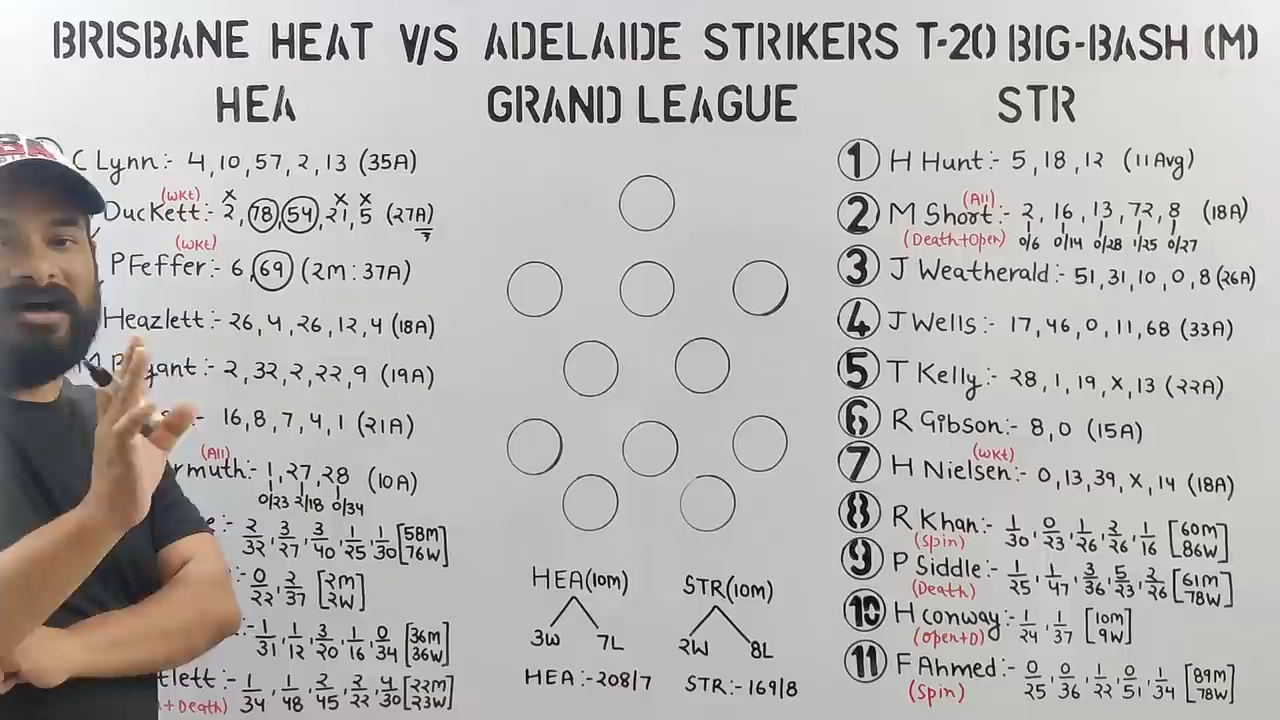 BRISBANE HEAT V/S ADELAIDE STRIKERS T-20 BIG-BASH (M)
HEA
C Lynn:- 4, 10, 57, 2, 13 (35A)
(WKt) x x x
Duckett:- 2, 78, 54, 21, 5 (27A)
(WKt)
PFeffer:- 6, 69 (2m: 37A)
Heazlett:- 26, 4, 26, 12, 4 (18A)
2, 32, 2, 22, 9 (19A)
16, 8, 7, 4, 1 (21A)
(All)
rmuth:- 1, 27, 28 (10A)
0/23 2/18 0/34
e:- 2/32, 3/27, 3/40, 1/25, 1/30 [58M 76W]
:- 0/22, 2/37 [2M 2W]
:- 1/31, 1/12, 3/20, 1/16, 0/34 [36M 36W]
tlett:- 1/34, 1/48, 2/45, 2/22, 4/30 [22M 23W]
+ Death)
GRAND LEAGUE
HEA(10m)
3W 7L
HEA:-208/7
STR(10m)
2W 8L
STR:-169/8
STR
1 H Hunt:- 5, 18, 12 (11Avg)
(All)
2 M Short:- 2, 16, 13, 72, 8 (18A)
(Death+Open) 0/6 0/14 0/28 1/25 0/27
3 J Weatherald:- 51, 31, 10, 0, 8 (26A)
4 J Wells:- 17, 46, 0, 11, 68 (33A)
5 T Kelly:- 28, 1, 19, X, 13 (22A)
6 R Gibson:- 8, 0 (15A)
(WKt)
7 H Nielsen:- 0, 13, 39, X, 14 (18A)
8 R Khan:- 1/30, 0/23, 1/26, 2/26, 1/16 [60M 86W]
(Spin)
9 P Siddle:- 1/25, 1/47, 3/36, 5/23, 2/26 [61M 78W]
(Death)
10 H Conway:- 1/24, 1/37 [10m 9W]
(open+D)
11 F Ahmed:- 0/25, 0/36, 1/22, 0/51, 1/34 [89M 78W]
(Spin)